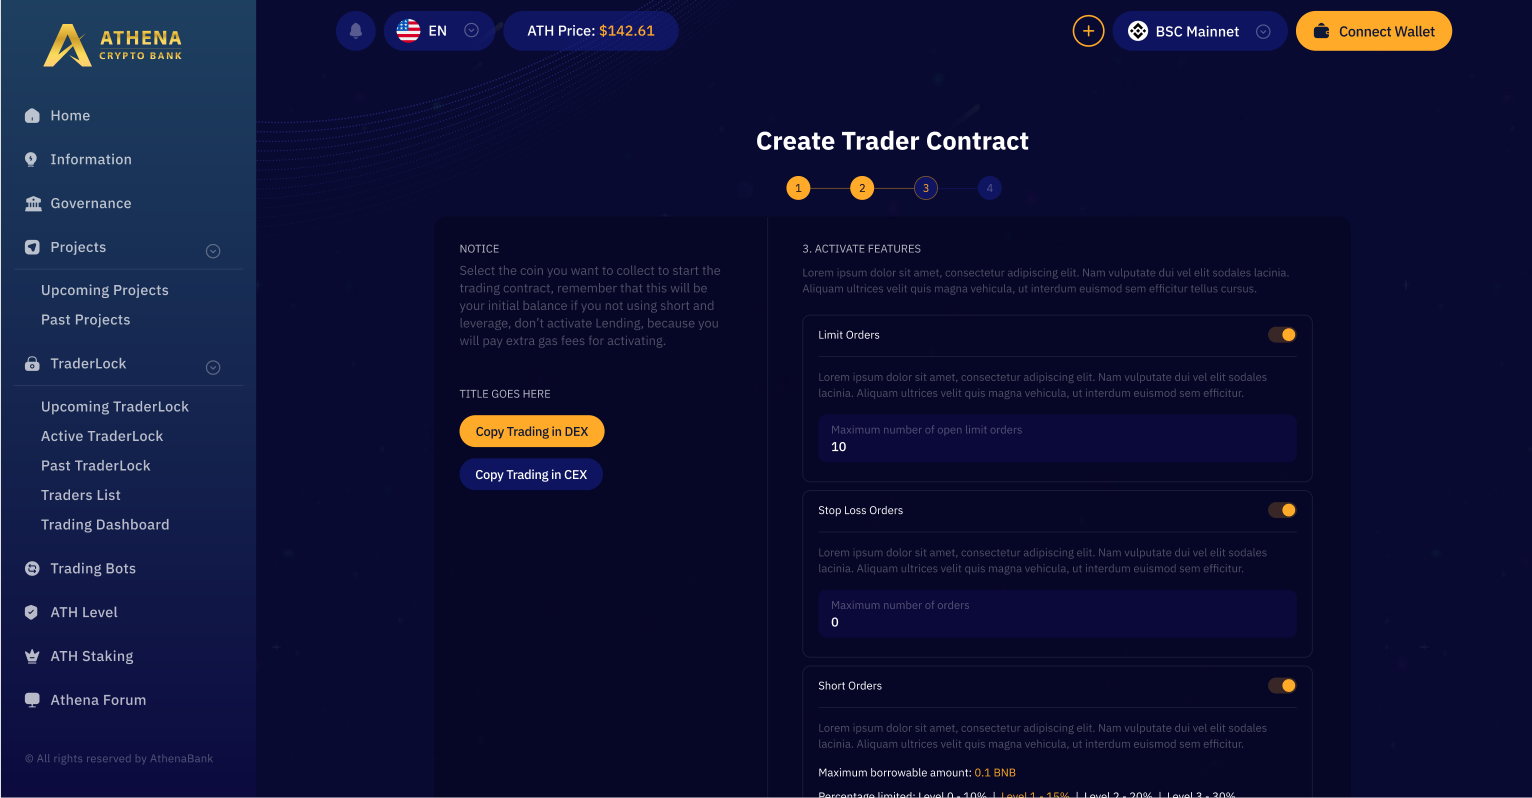 ATHENA
CRYPTO BANK
EN
ATH Price: $142.61
BSC Mainnet
Connect Wallet
Home
Information
Governance
Projects
Upcoming Projects
Past Projects
TraderLock
Upcoming TraderLock
Active TraderLock
Past TraderLock
Traders List
Trading Dashboard
Trading Bots
ATH Level
ATH Staking
Athena Forum
© All rights reserved by AthenaBank
Create Trader Contract
1 2 3 4
NOTICE
Select the coin you want to collect to start the
trading contract, remember that this will be
your initial balance if you not using short and
leverage, don’t activate Lending, because you
will pay extra gas fees for activating.
TITLE GOES HERE
Copy Trading in DEX
Copy Trading in CEX
3. ACTIVATE FEATURES
Lorem ipsum dolor sit amet, consectetur adipiscing elit. Nam vulputate dui vel elit sodales lacinia.
Aliquam ultrices velit quis magna vehicula, ut interdum euismod sem efficitur tellus cursus.
Limit Orders
Lorem ipsum dolor sit amet, consectetur adipiscing elit. Nam vulputate dui vel elit sodales
lacinia. Aliquam ultrices velit quis magna vehicula, ut interdum euismod sem efficitur.
Maximum number of open limit orders
10
Stop Loss Orders
Lorem ipsum dolor sit amet, consectetur adipiscing elit. Nam vulputate dui vel elit sodales
lacinia. Aliquam ultrices velit quis magna vehicula, ut interdum euismod sem efficitur.
Maximum number of orders
0
Short Orders
Lorem ipsum dolor sit amet, consectetur adipiscing elit. Nam vulputate dui vel elit sodales
lacinia. Aliquam ultrices velit quis magna vehicula, ut interdum euismod sem efficitur.
Maximum borrowable amount: 0.1 BNB
Percentage limited: Level 0 - 10% | Level 1 - 15% | Level 2 - 20% | Level 3 - 30%